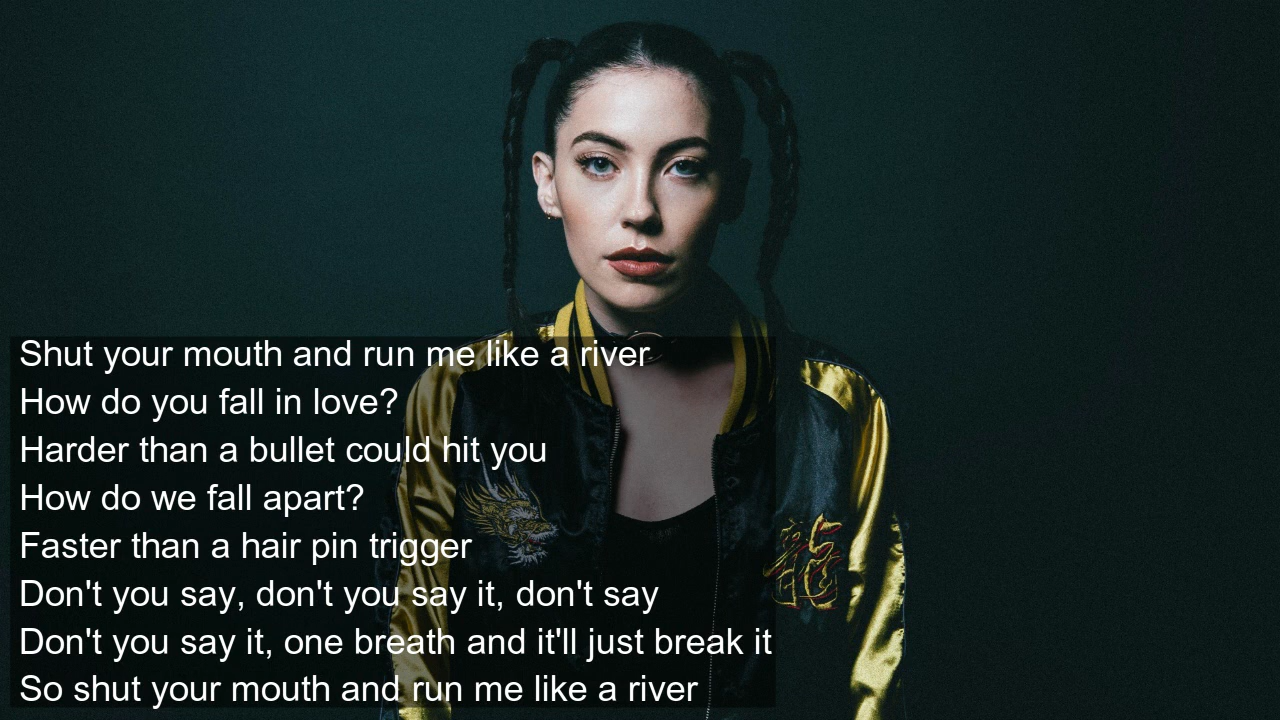 Shut your mouth and run me like a river
How do you fall in love?
Harder than a bullet could hit you
How do we fall apart?
Faster than a hair pin trigger
Don't you say, don't you say it, don't say
Don't you say it, one breath and it'll just break it
So shut your mouth and run me like a river
龍